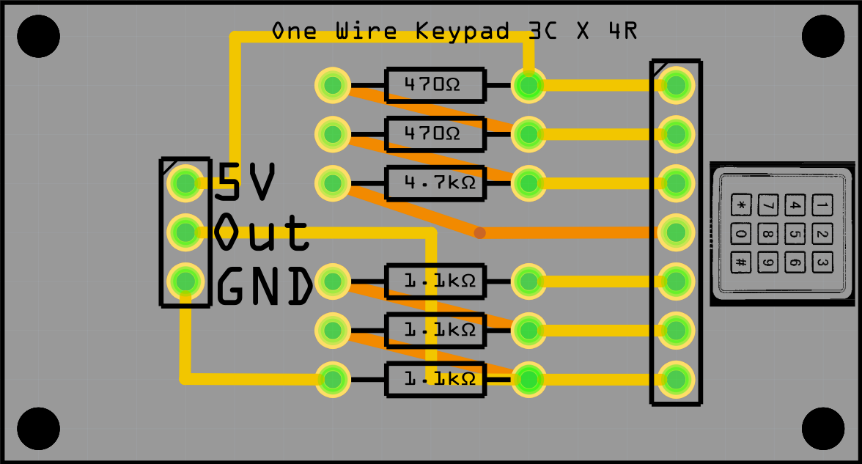 One Wire Keypad 3C X 4R
470Ω
470Ω
4.7kΩ
5V
Out
GND
1.1kΩ
1.1kΩ
1.1kΩ
* 7 4 1
0 8 5 2
# 9 6 3